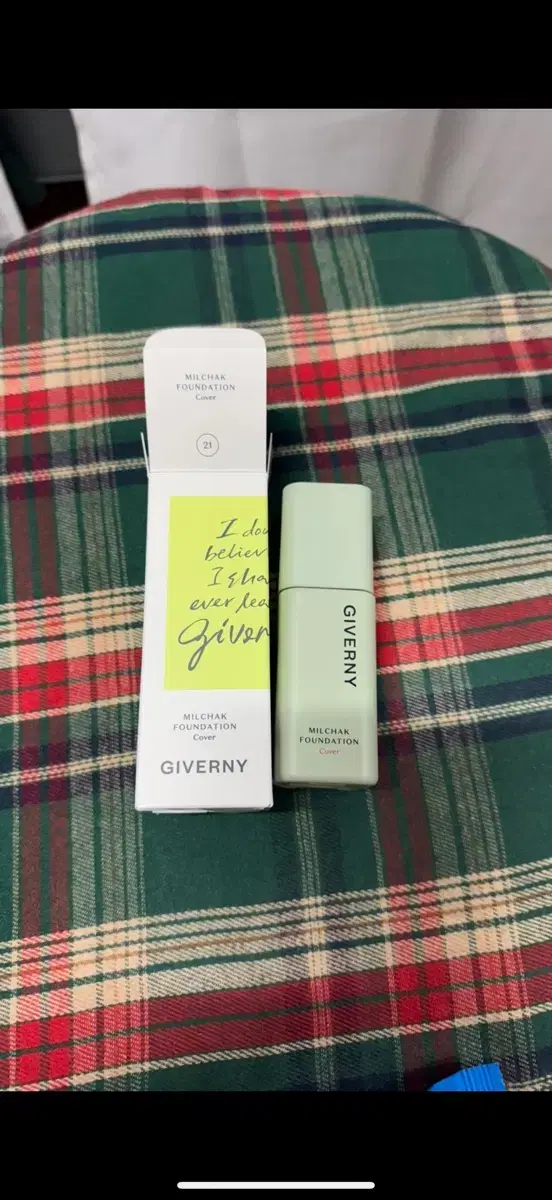 MILCHAK
FOUNDATION
Cover
21
I do
believ
I sha
ever lea
Giver
MILCHAK
FOUNDATION
Cover
GIVERNY
GIVERNY
MILCHAK
FOUNDATION
Cover